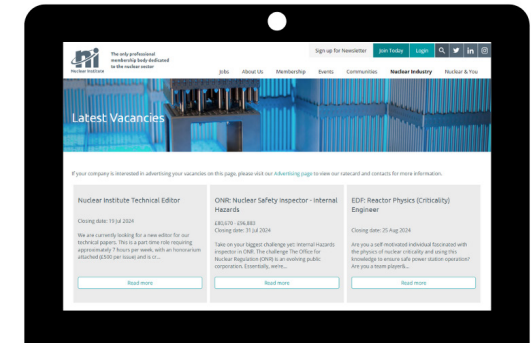 The only professional
membership body dedicated
to the nuclear sector
Nuclear Institute
Sign up for Newsletter
Join Today
Login
Jobs
About Us
Membership
Events
Communities
Nuclear Industry
Nuclear & You
Latest Vacancies
If your company is interested in advertising your vacancies on this page, please visit our Advertising page to view our ratecard and contacts for more information.
Nuclear Institute Technical Editor
Closing date: 19 Jul 2024
We are currently looking for a new editor for our
technical papers. This is a part time role requiring
approximately 7 hours per week, with an honorarium
attached (£500 per issue) and is cr...
Read more
ONR: Nuclear Safety Inspector - Internal
Hazards
Closing date: 31 Jul 2024
Take on your biggest challenge yet: Internal Hazards
Inspector in ONR. The challenge The Office for
Nuclear Regulation (ONR) is an evolving public
corporation. Essentially, we're...
Read more
EDF: Reactor Physics (Criticality)
Engineer
Closing date: 25 Aug 2024
Are you a self motivated individual fascinated with
the physics of nuclear criticality and using this
knowledge to ensure safe power station operation?
Are you a team player&...
Read more